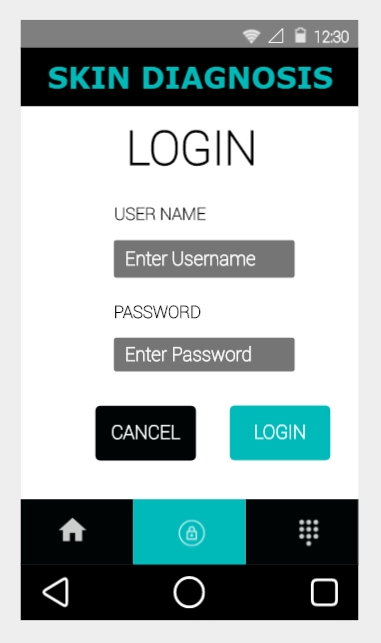 12:30
SKIN DIAGNOSIS
LOGIN
USER NAME
Enter Username
PASSWORD
Enter Password
CANCEL LOGIN